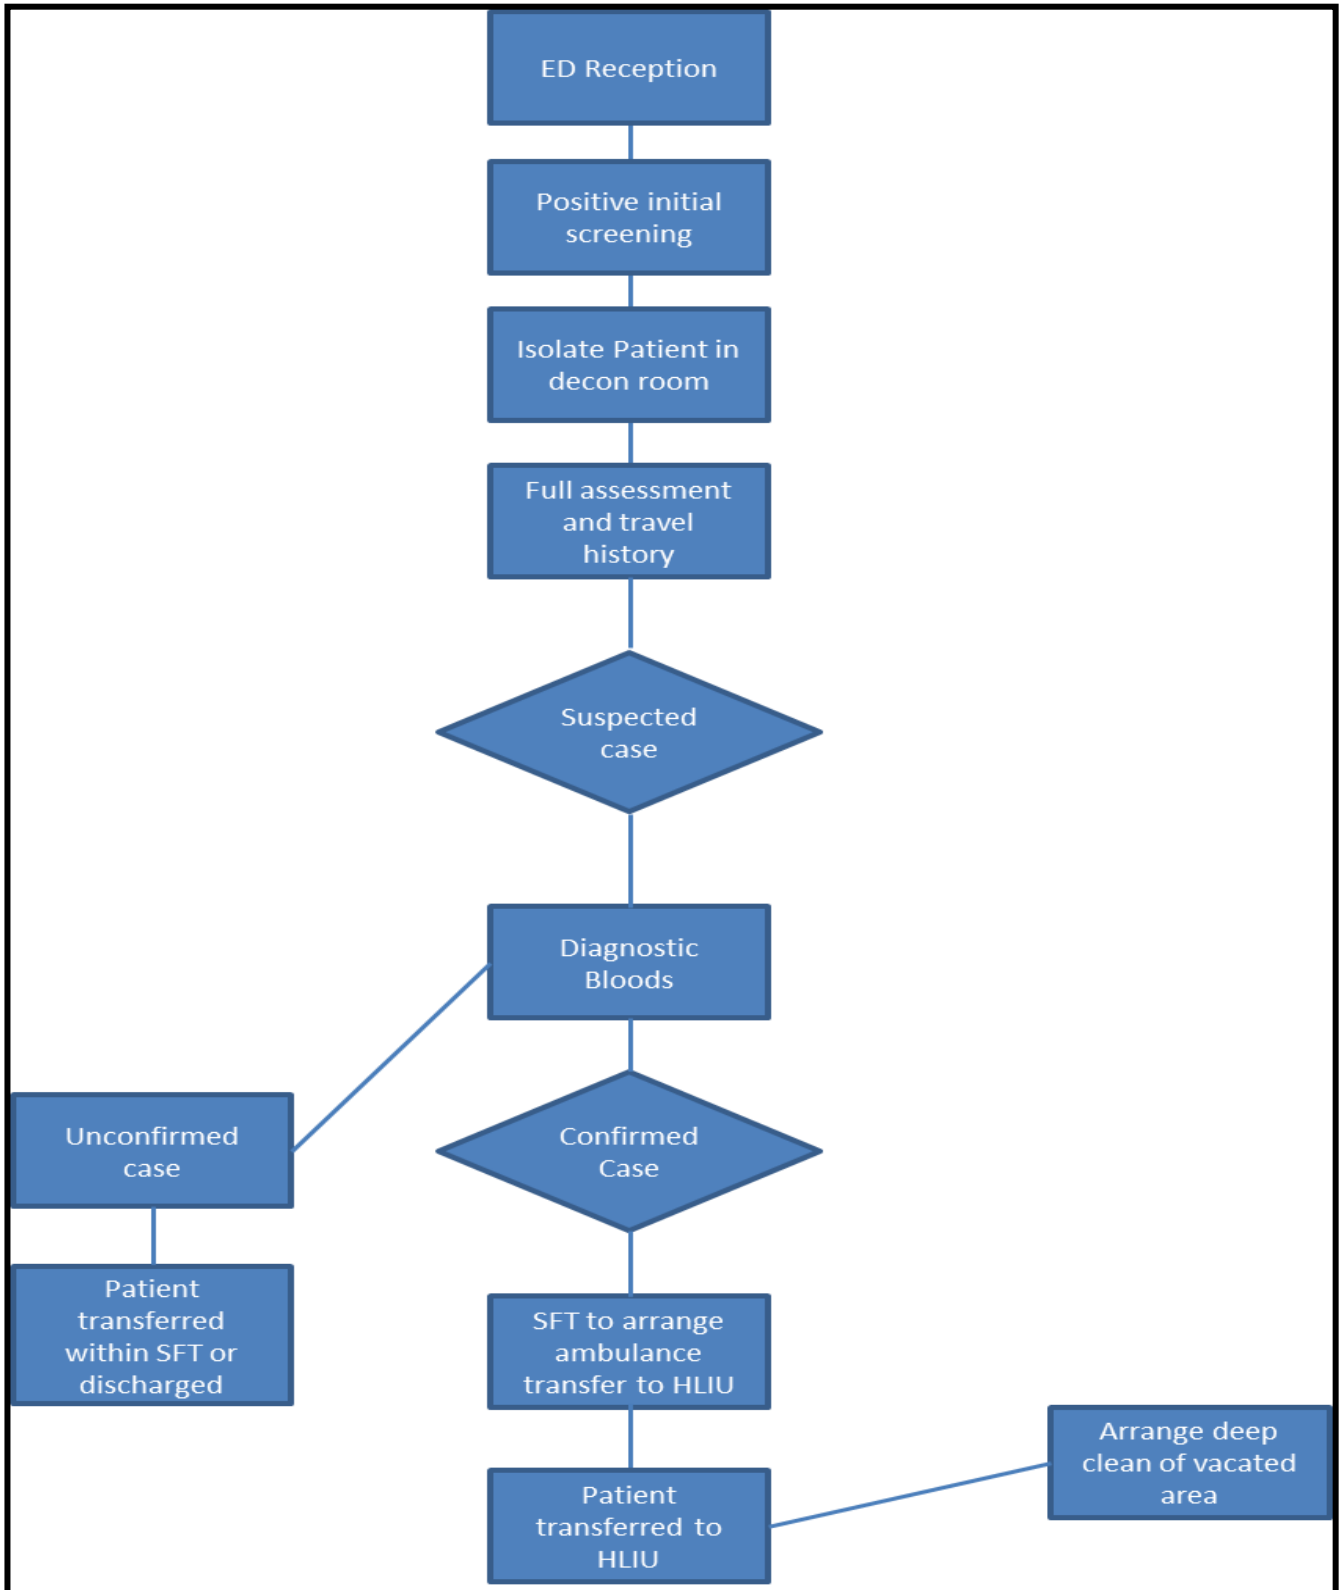 ED Reception
Positive initial
screening
Isolate Patient in
decon room
Full assessment
and travel
history
Suspected
case
Diagnostic
Bloods
Unconfirmed
case
Confirmed
Case
Patient
transferred
within SFT or
discharged
SFT to arrange
ambulance
transfer to HLIU
Patient
transferred to
HLIU
Arrange deep
clean of vacated
area